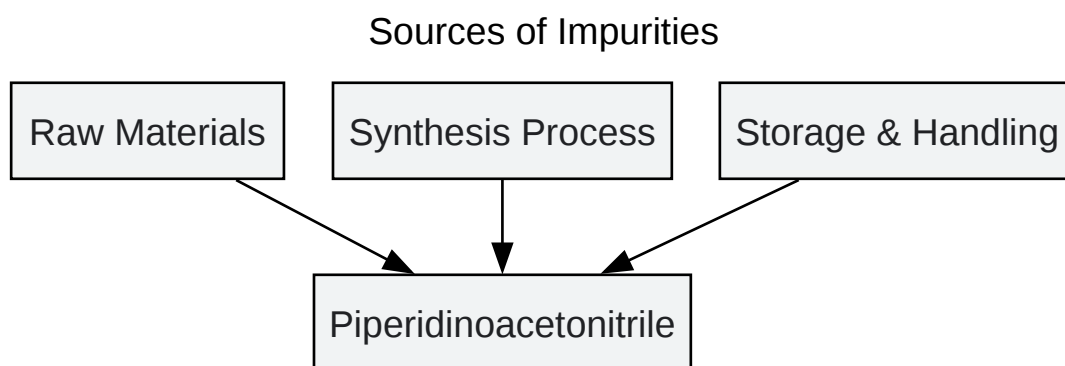 Sources of Impurities
Raw Materials
Synthesis Process
Storage & Handling
Piperidinoacetonitrile